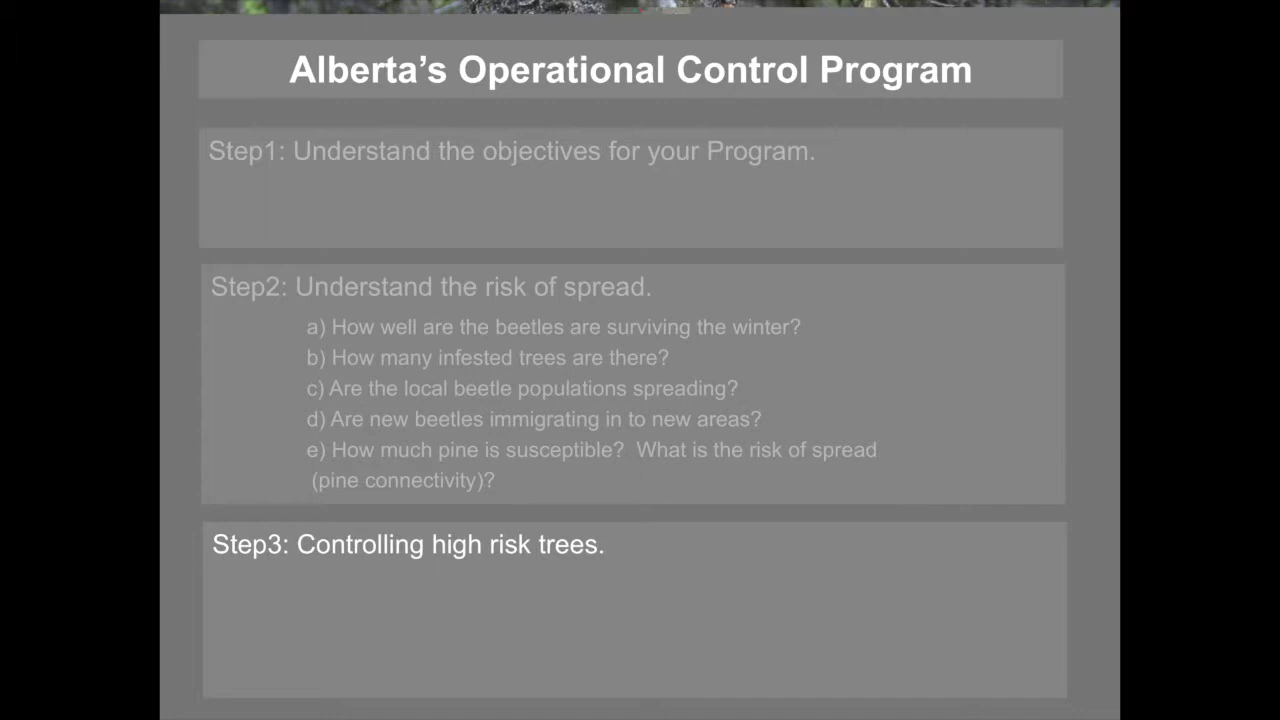 Alberta’s Operational Control Program
Step1: Understand the objectives for your Program.
Step2: Understand the risk of spread.
a) How well are the beetles are surviving the winter?
b) How many infested trees are there?
c) Are the local beetle populations spreading?
d) Are new beetles immigrating in to new areas?
e) How much pine is susceptible?  What is the risk of spread
(pine connectivity)?
Step3: Controlling high risk trees.